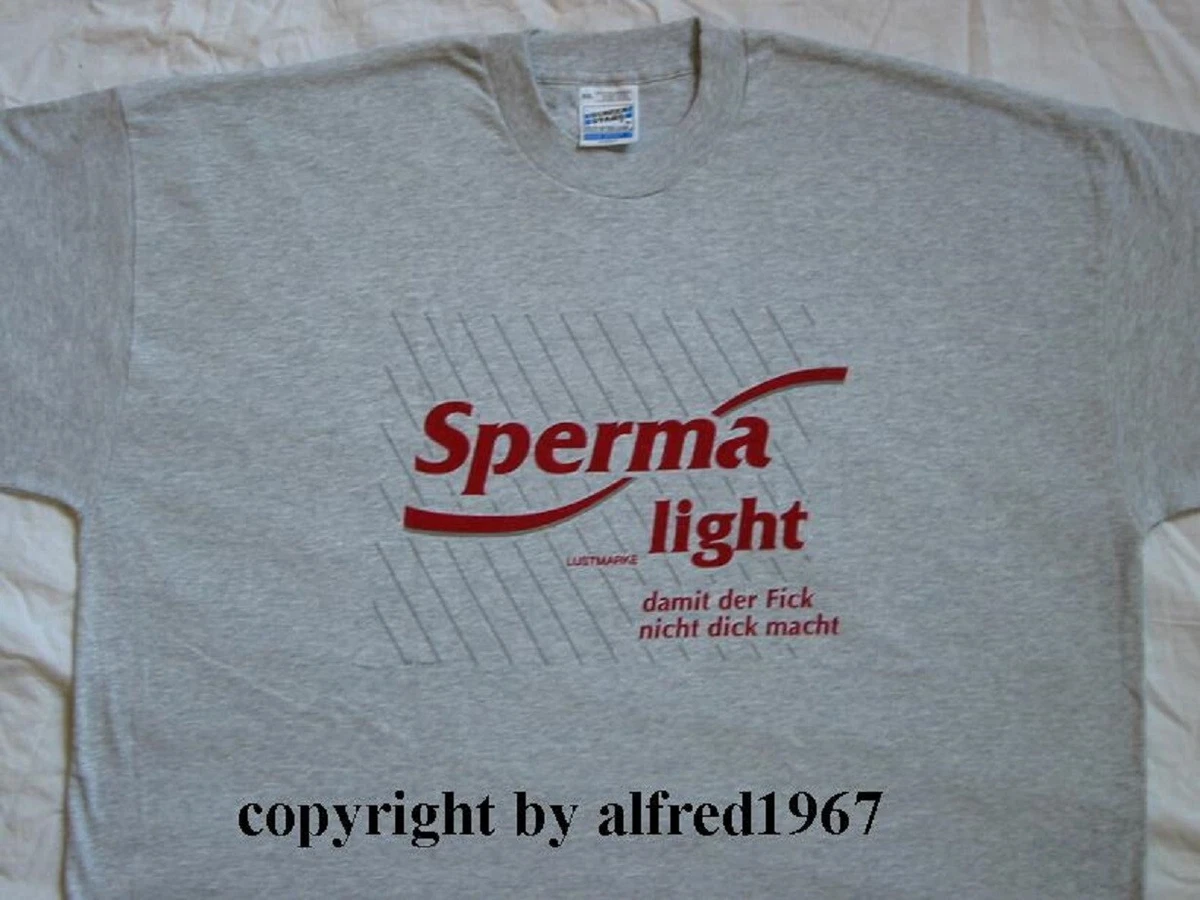 Sperma
light
LUSTMARKE
damit der Fick
nicht dick macht
copyright by alfred1967